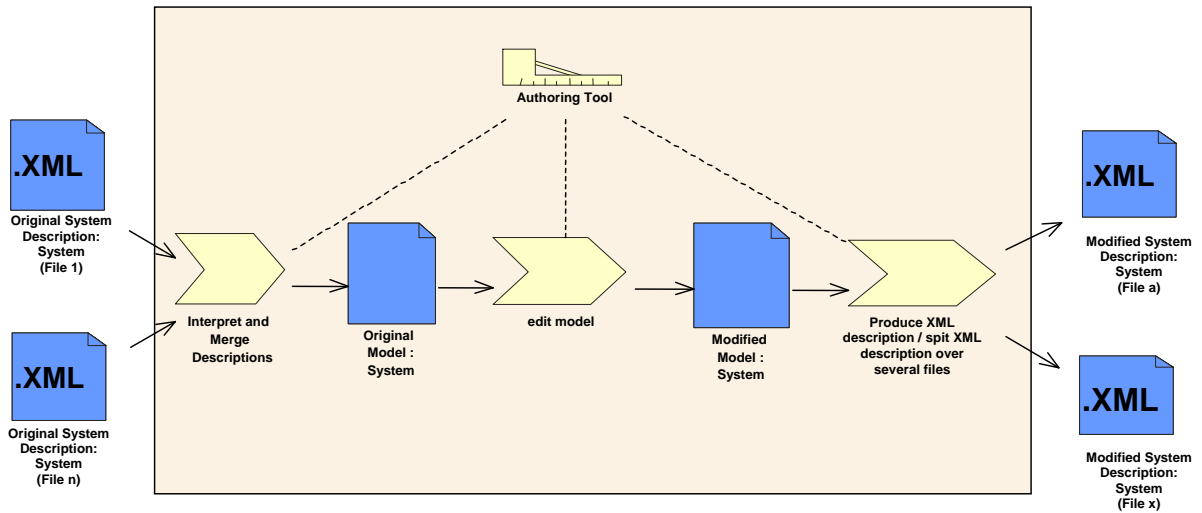 Authoring Tool
.XML
Original System
Description:
System
(File 1)
.XML
Original System
Description:
System
(File n)
Interpret and
Merge
Descriptions
Original
Model :
System
edit model
Modified
Model :
System
Produce XML
description / spit XML
description over
several files
.XML
Modified System
Description:
System
(File a)
.XML
Modified System
Description:
System
(File x)